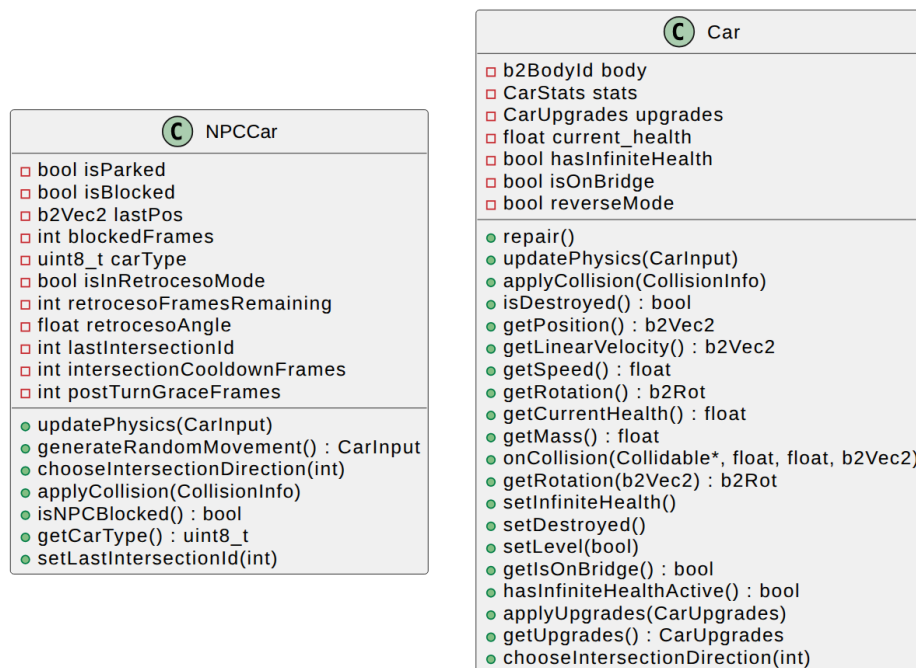 C NPCCar
bool isParked
bool isBlocked
b2Vec2 lastPos
int blockedFrames
uint8_t carType
bool isInRetrocesoMode
int retrocesoFramesRemaining
float retrocesoAngle
int lastIntersectionId
int intersectionCooldownFrames
int postTurnGraceFrames
updatePhysics(CarInput)
generateRandomMovement() : CarInput
chooseIntersectionDirection(int)
applyCollision(CollisionInfo)
isNPCBlocked() : bool
getCarType() : uint8_t
setLastIntersectionId(int)
C Car
b2BodyId body
CarStats stats
CarUpgrades upgrades
float current_health
bool hasInfiniteHealth
bool isOnBridge
bool reverseMode
repair()
updatePhysics(CarInput)
applyCollision(CollisionInfo)
isDestroyed() : bool
getPosition() : b2Vec2
getLinearVelocity() : b2Vec2
getSpeed() : float
getRotation() : b2Rot
getCurrentHealth() : float
getMass() : float
onCollision(Collidable*, float, float, b2Vec2)
getRotation(b2Vec2) : b2Rot
setInfiniteHealth()
setDestroyed()
setLevel(bool)
getIsOnBridge() : bool
hasInfiniteHealthActive() : bool
applyUpgrades(CarUpgrades)
getUpgrades() : CarUpgrades
chooseIntersectionDirection(int)